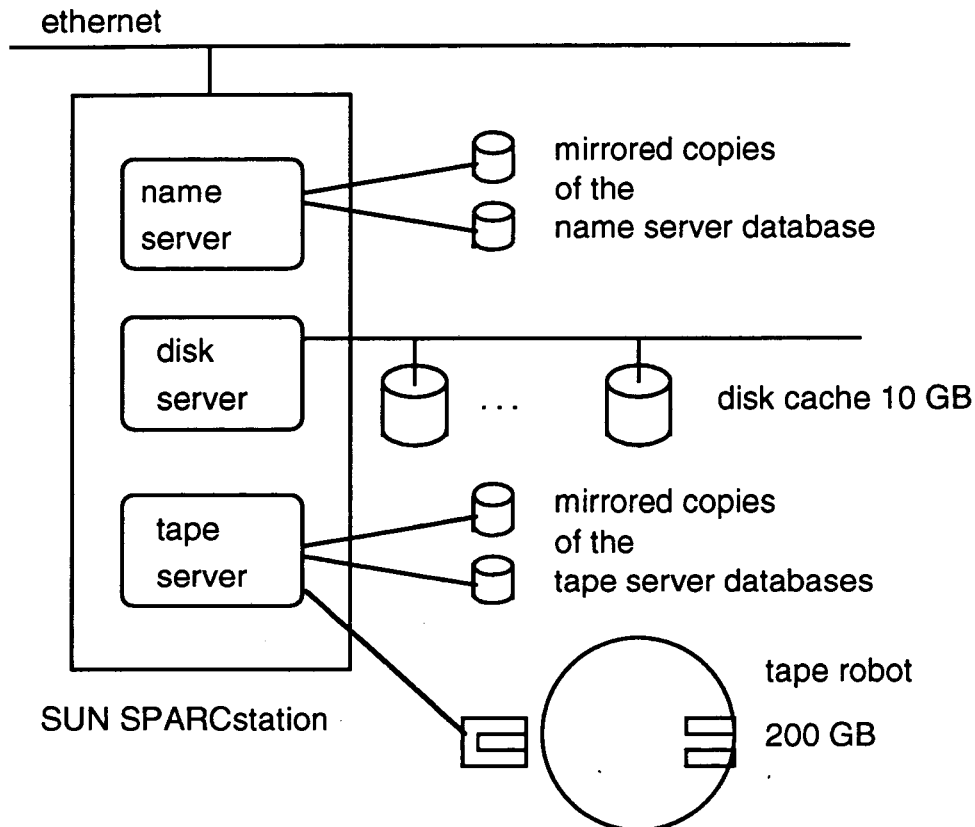 ethernet
name
server
mirrored copies
of the
name server database
disk
server
. . .
disk cache 10 GB
tape
server
mirrored copies
of the
tape server databases
SUN SPARCstation
tape robot
200 GB